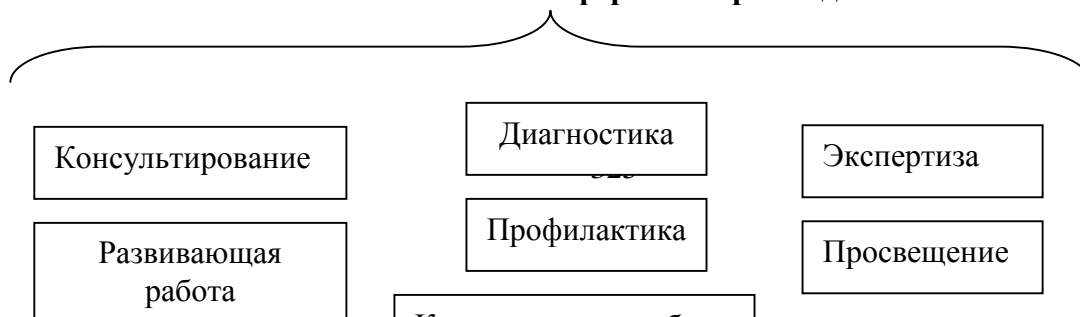 Консультирование
Диагностика
Экспертиза
Развивающая
работа
Профилактика
Просвещение